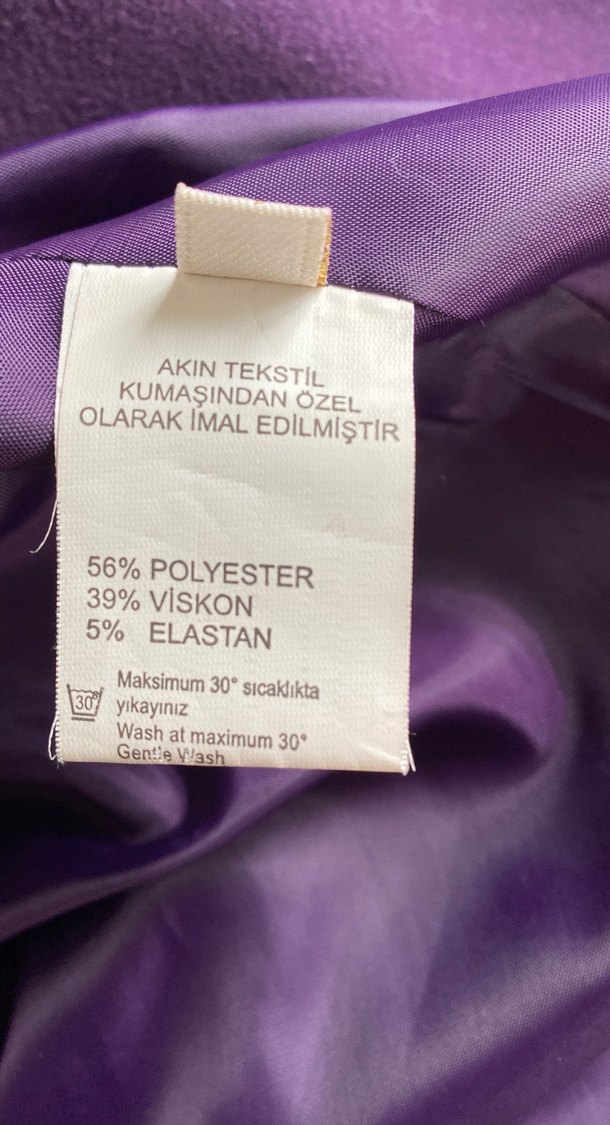 AKIN TEKSTİL
KUMAŞINDAN ÖZEL
OLARAK İMAL EDİLMİŞTİR
56% POLYESTER
39% VİSKON
5% ELASTAN
30°
Maksimum 30° sıcaklıkta
yıkayınız
Wash at maximum 30°
Gentle Wash